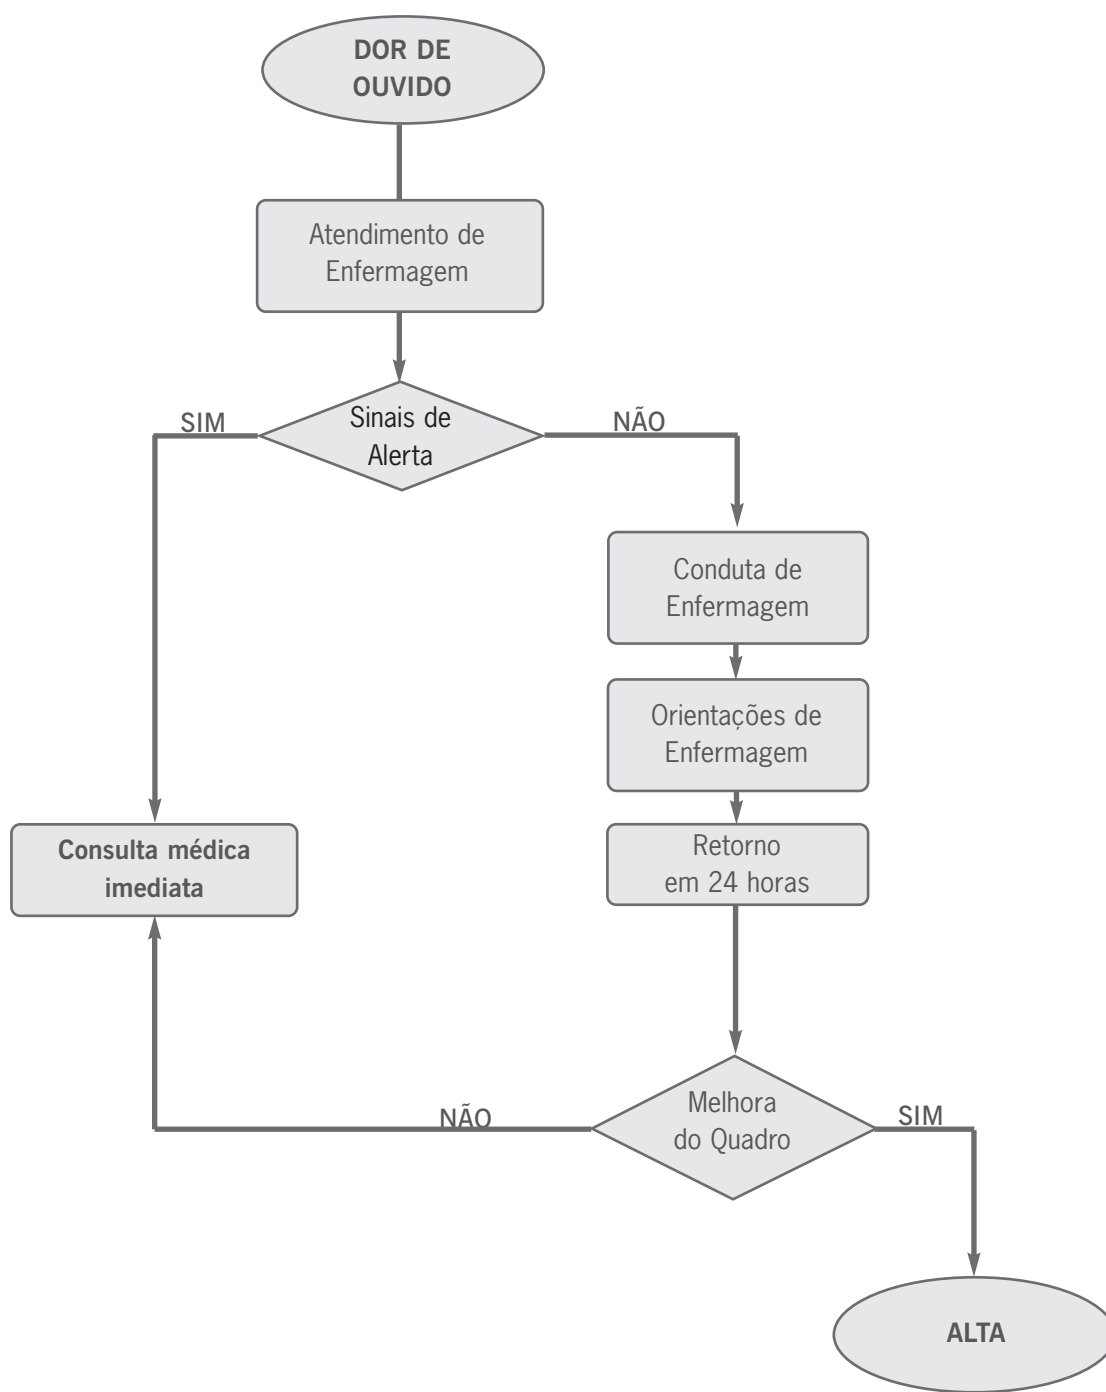 DOR DE
OUVIDO
Atendimento de
Enfermagem
Sinais de
Alerta
SIM
NÃO
Conduta de
Enfermagem
Orientações de
Enfermagem
Consulta médica
imediata
Retorno
em 24 horas
Melhora
do Quadro
NÃO
SIM
ALTA